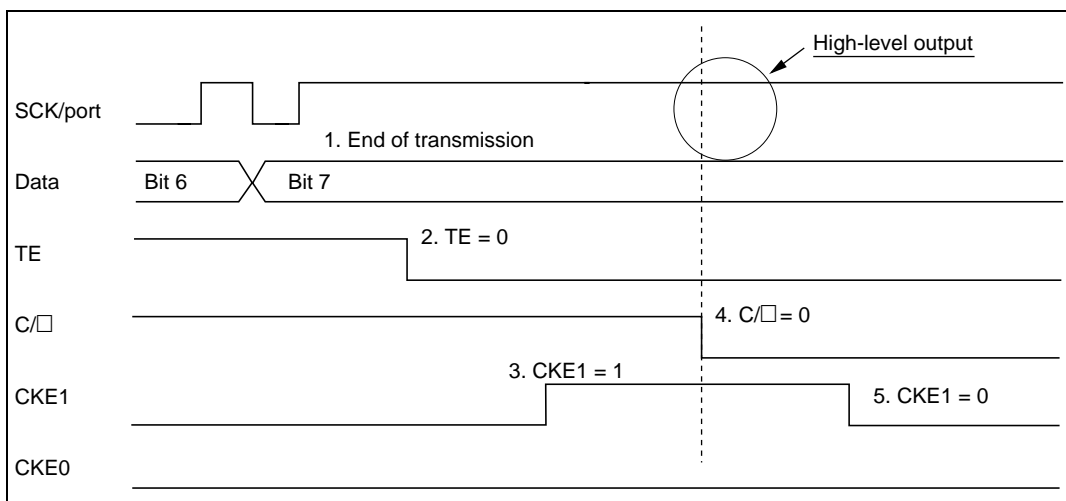 High-level output
SCK/port
1. End of transmission
Data
Bit 6
Bit 7
TE
2. TE = 0
C/□
4. C/□ = 0
3. CKE1 = 1
CKE1
5. CKE1 = 0
CKE0